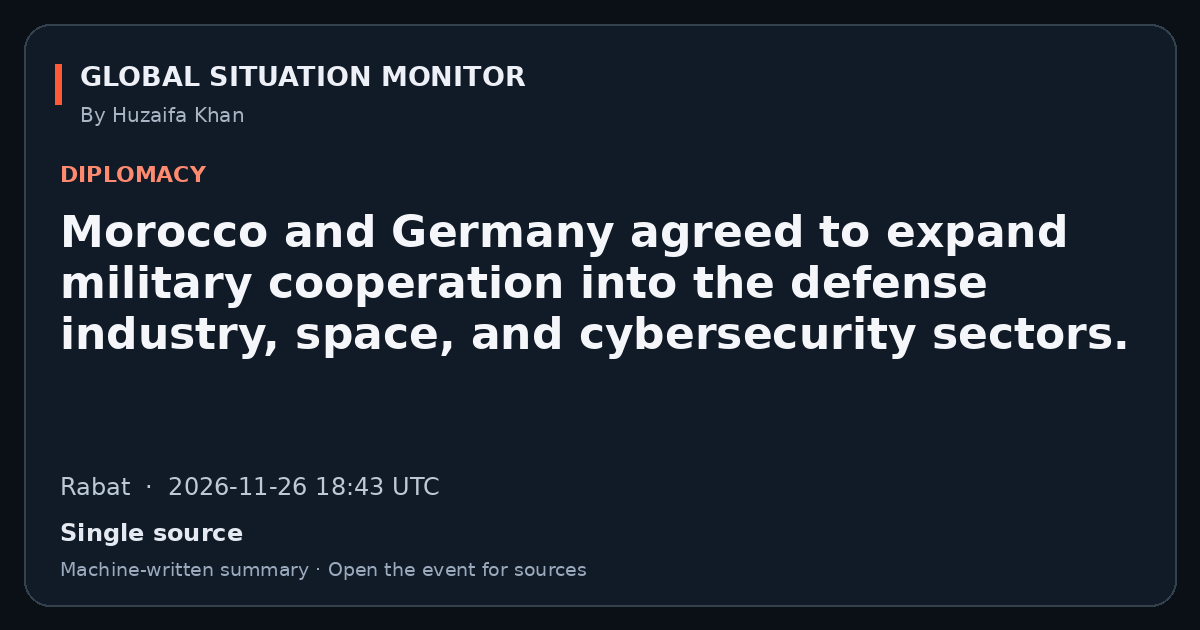 GLOBAL SITUATION MONITOR
By Huzaifa Khan
DIPLOMACY
Morocco and Germany agreed to expand
military cooperation into the defense
industry, space, and cybersecurity sectors.
Rabat · 2026-11-26 18:43 UTC
Single source
Machine-written summary · Open the event for sources